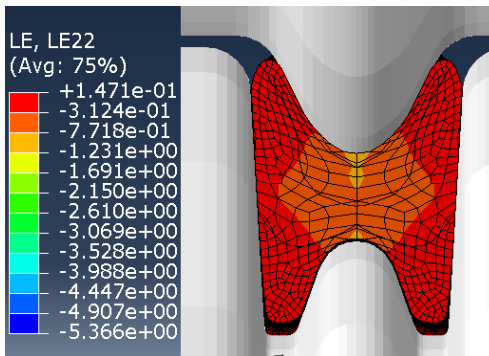 LE, LE22
(Avg: 75%)
+1.471e-01
-3.124e-01
-7.718e-01
-1.231e+00
-1.691e+00
-2.150e+00
-2.610e+00
-3.069e+00
-3.528e+00
-3.988e+00
-4.447e+00
-4.907e+00
-5.366e+00